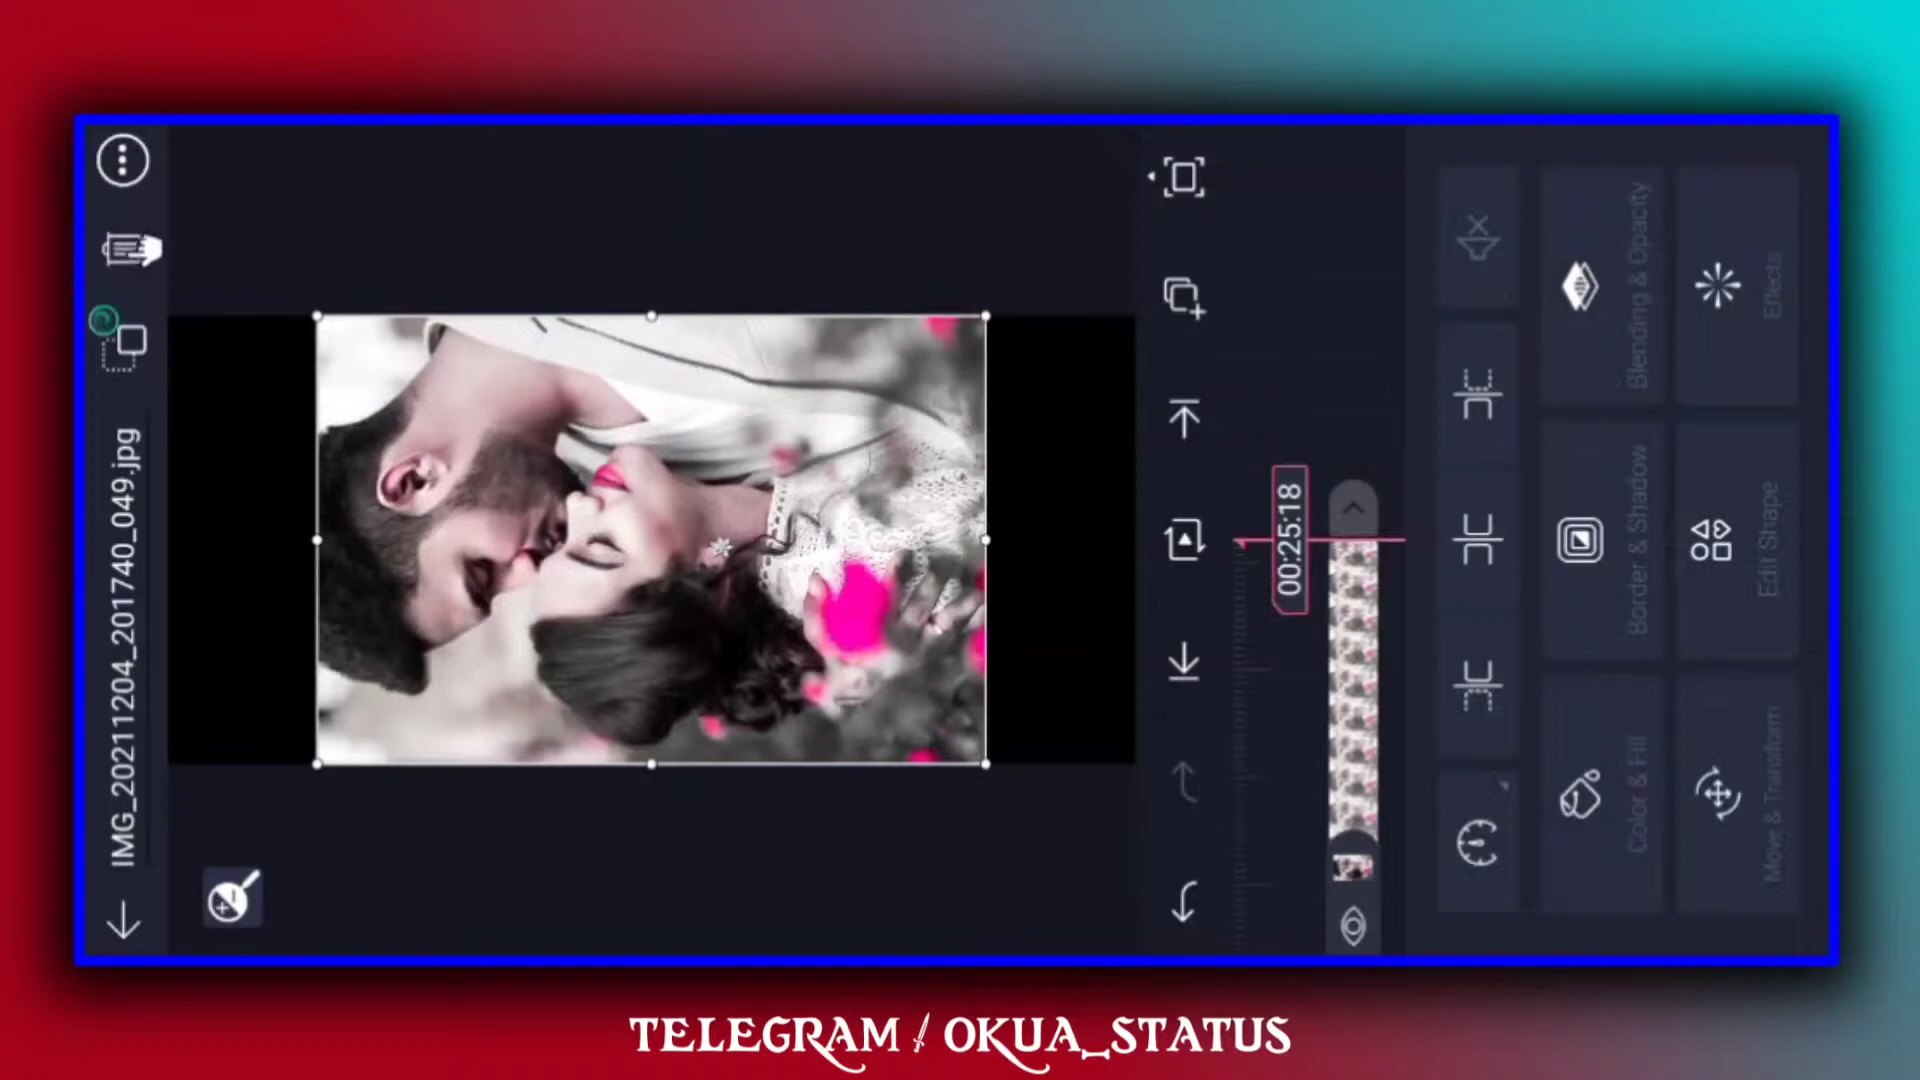 IMG_20211204_201740_049.jpg
00:25:18
Color & Fill
Border & Shadow
Blending & Opacity
Move & Transform
Edit Shape
Effects
TELEGRAM / OKUA_STATUS